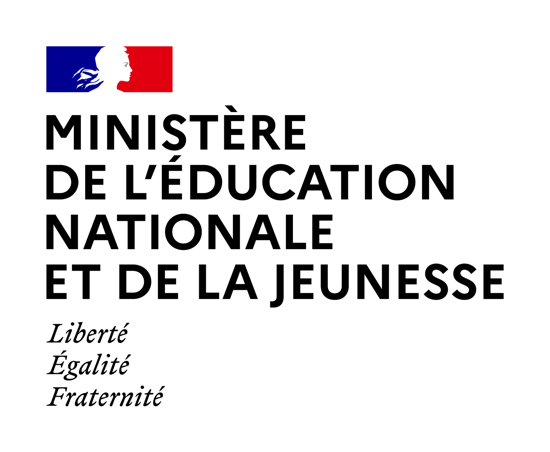 MINISTÈRE
DE L'ÉDUCATION
NATIONALE
ET DE LA JEUNESSE
Liberté
Égalité
Fraternité